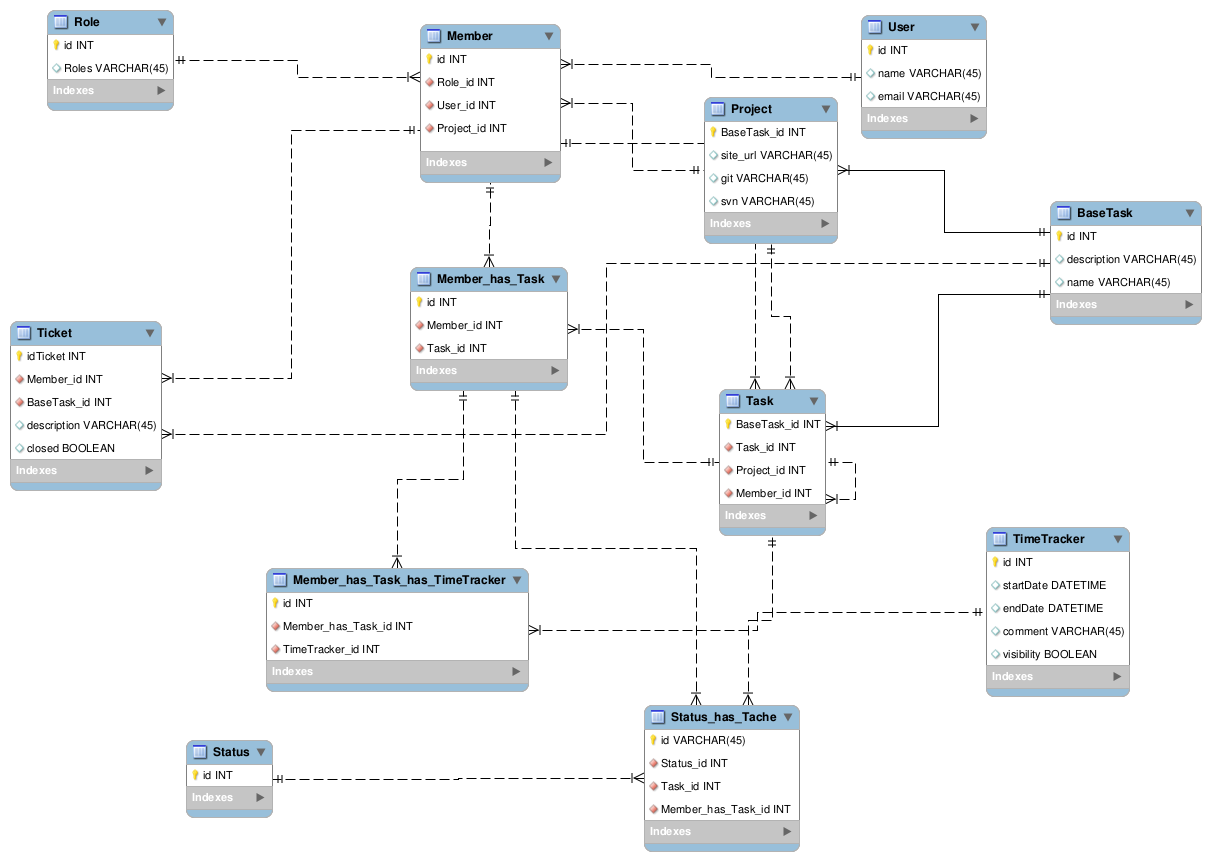 Role
id INT
Roles VARCHAR(45)
Indexes
Member
id INT
Role_id INT
User_id INT
Project_id INT
Indexes
User
id INT
name VARCHAR(45)
email VARCHAR(45)
Indexes
Project
BaseTask_id INT
site_url VARCHAR(45)
git VARCHAR(45)
svn VARCHAR(45)
Indexes
BaseTask
id INT
description VARCHAR(45)
name VARCHAR(45)
Indexes
Member_has_Task
id INT
Member_id INT
Task_id INT
Indexes
Ticket
idTicket INT
Member_id INT
BaseTask_id INT
description VARCHAR(45)
closed BOOLEAN
Indexes
Task
BaseTask_id INT
Task_id INT
Project_id INT
Member_id INT
Indexes
TimeTracker
id INT
startDate DATETIME
endDate DATETIME
comment VARCHAR(45)
visibility BOOLEAN
Indexes
Member_has_Task_has_TimeTracker
id INT
Member_has_Task_id INT
TimeTracker_id INT
Indexes
Status_has_Tache
id VARCHAR(45)
Status_id INT
Task_id INT
Member_has_Task_id INT
Indexes
Status
id INT
Indexes